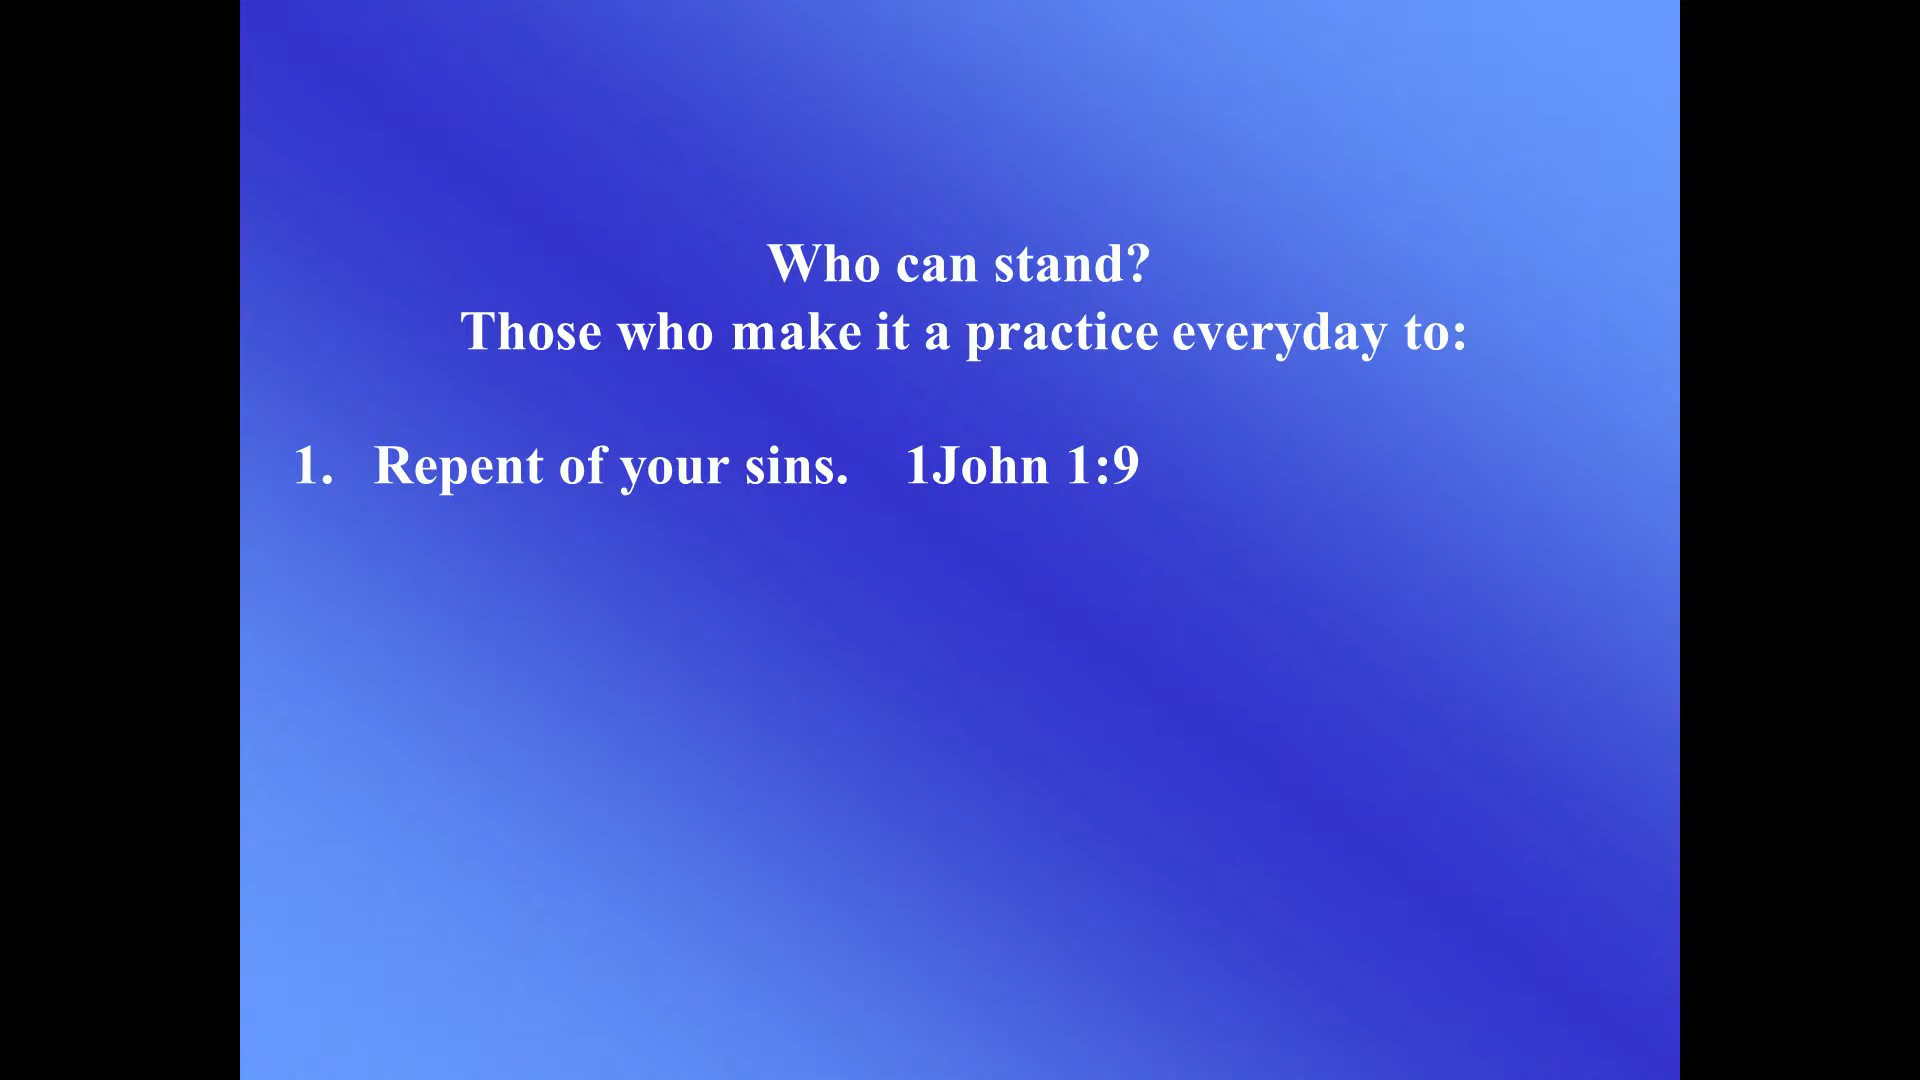 Who can stand?
Those who make it a practice everyday to:
1. Repent of your sins. 1John 1:9